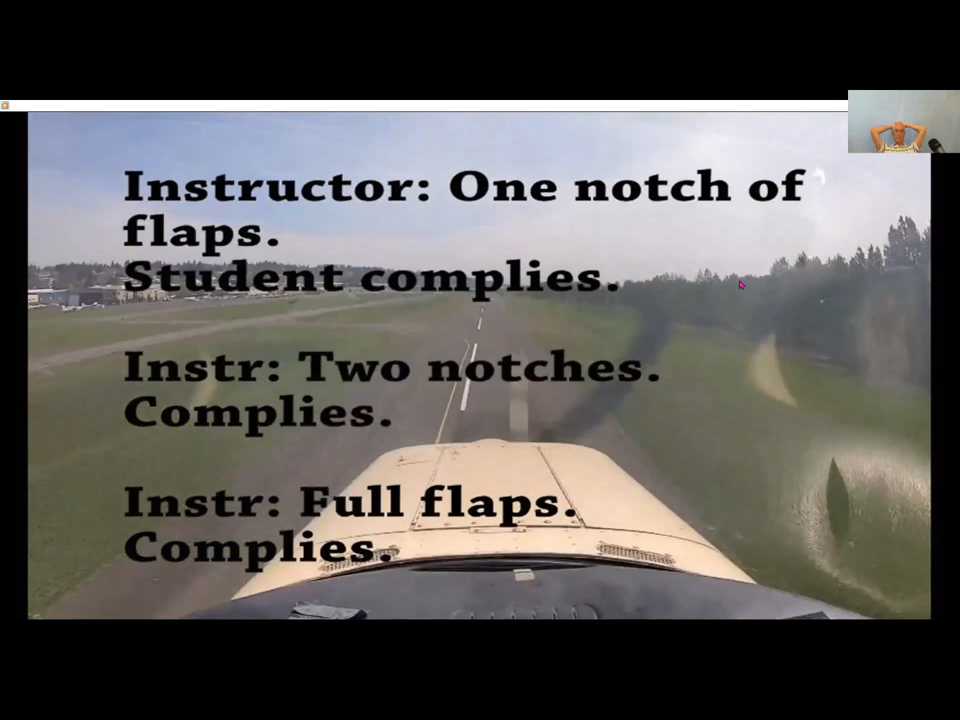 Instructor: One notch of
flaps.
Student complies.
Instr: Two notches.
Complies.
Instr: Full flaps.
Complies.